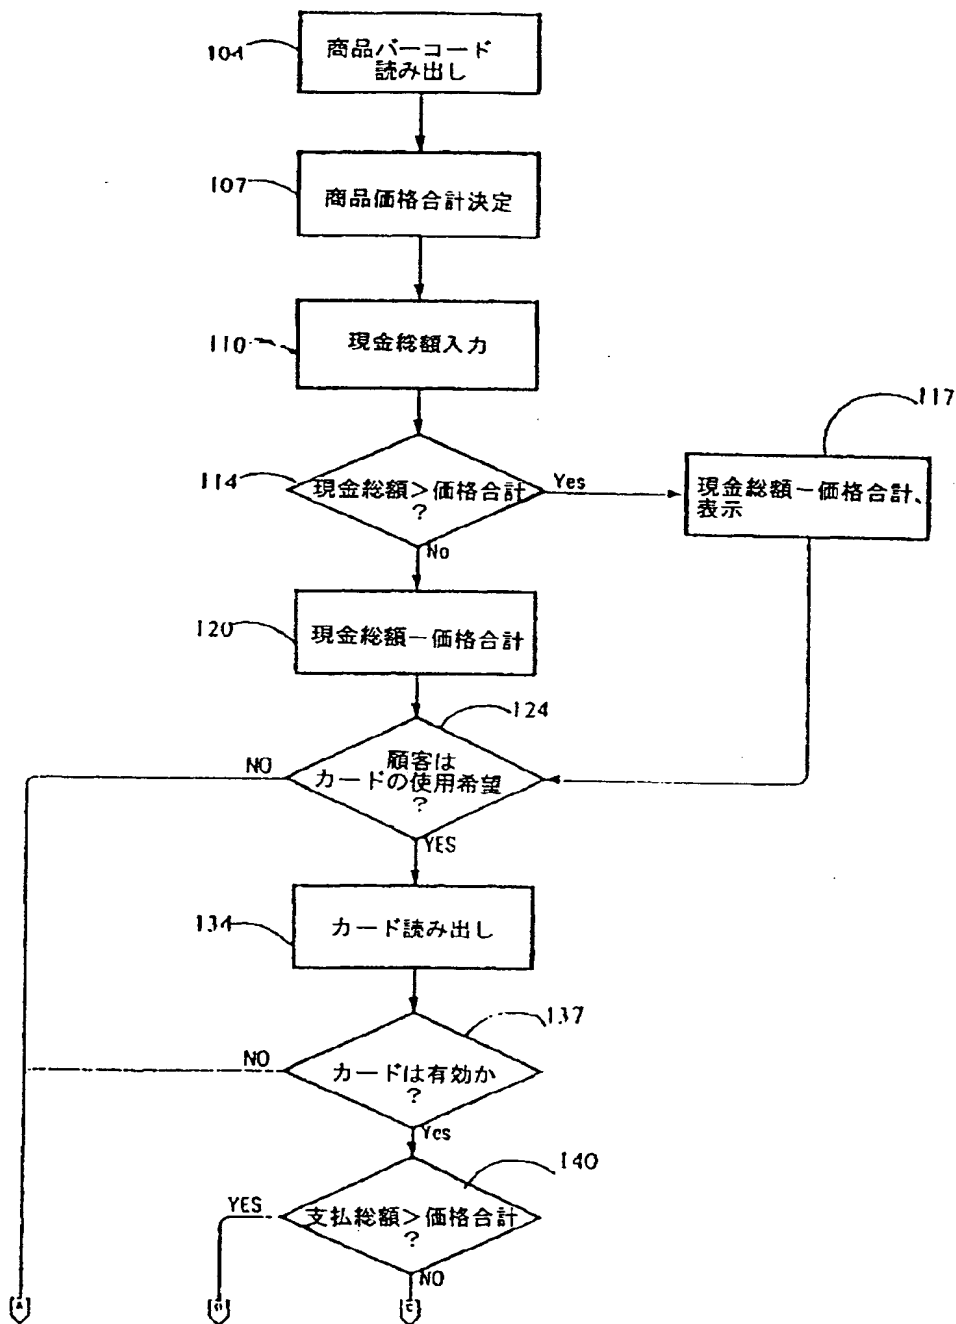 104
商品バーコード
読み出し
107
商品価格合計決定
110
現金総額入力
117
114
現金総額>価格合計
?
Yes
現金総額-価格合計、
表示
No
120
現金総額-価格合計
124
NO
顧客は
カードの使用希望
?
YES
134
カード読み出し
137
NO
カードは有効か
?
Yes
140
YES
支払総額>価格合計
?
NO
A